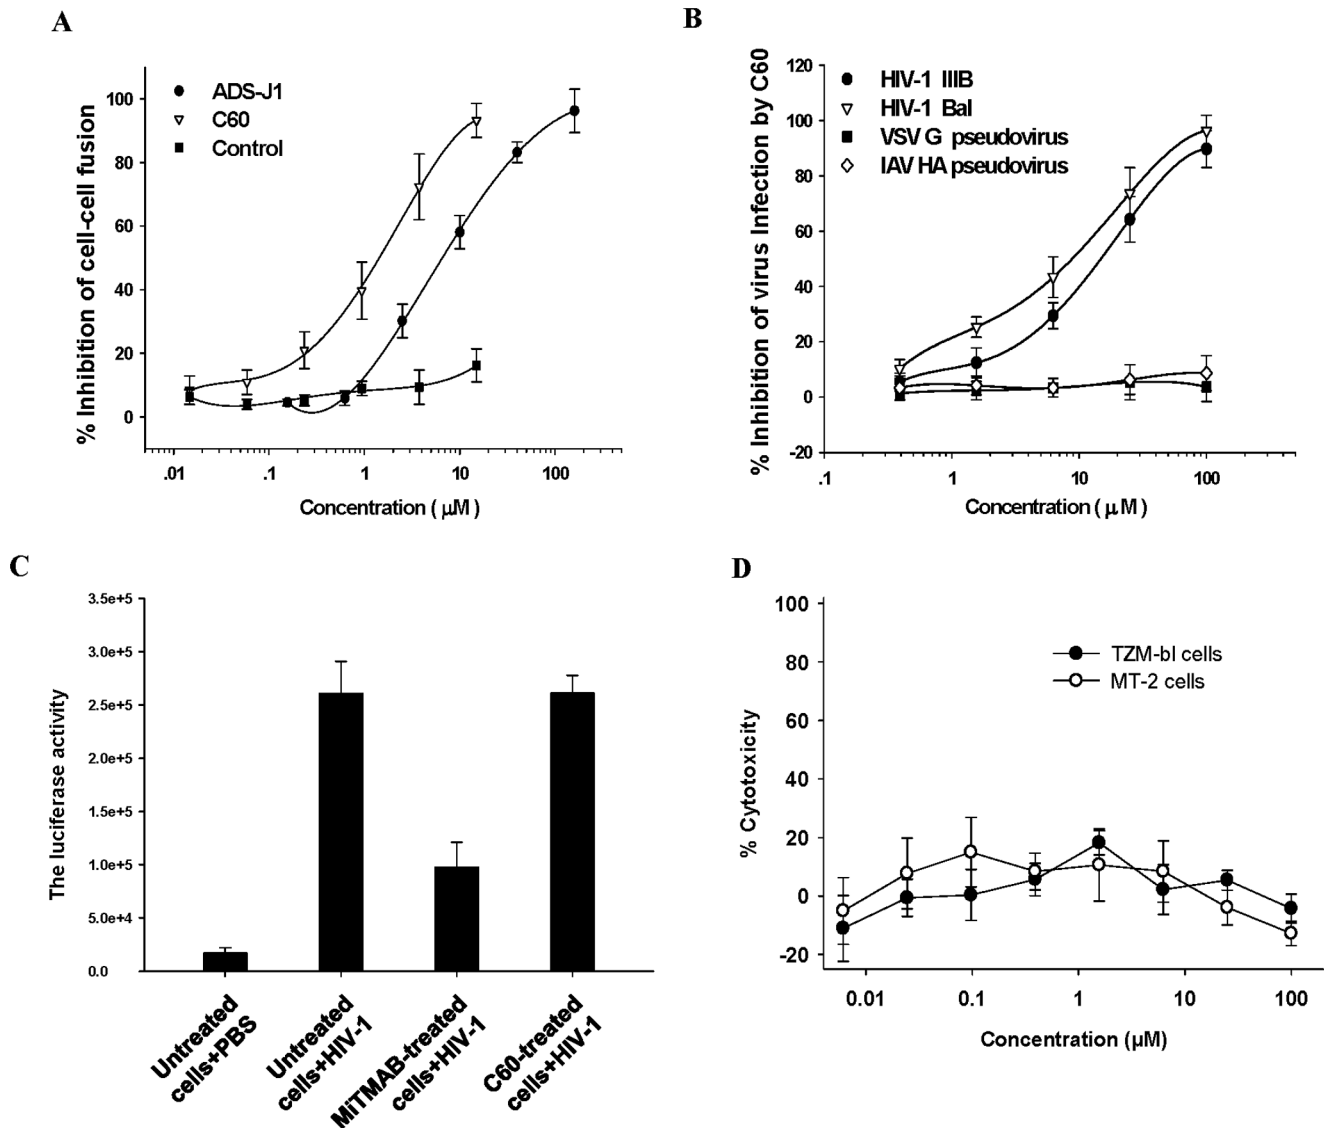 A
ADS-J1
C60
Control
% Inhibition of cell-cell fusion
100
80
60
40
20
0
.01
.1
1
10
100
Concentration ( μM )
B
HIV-1 IIIB
HIV-1 Bal
VSV G pseudovirus
IAV HA pseudovirus
% Inhibition of virus Infection by C60
120
100
80
60
40
20
0
-20
.1
1
10
100
Concentration ( μ M )
C
The luciferase activity
3.5e+5
3.0e+5
2.5e+5
2.0e+5
1.5e+5
1.0e+5
5.0e+4
0.0
Untreated
cells+PBS
Untreated
cells+HIV-1
MiTMAB-treated
cells+HIV-1
C60-treated
cells+HIV-1
D
TZM-bl cells
MT-2 cells
% Cytotoxicity
100
80
60
40
20
0
-20
0.01
0.1
1
10
100
Concentration (μM)